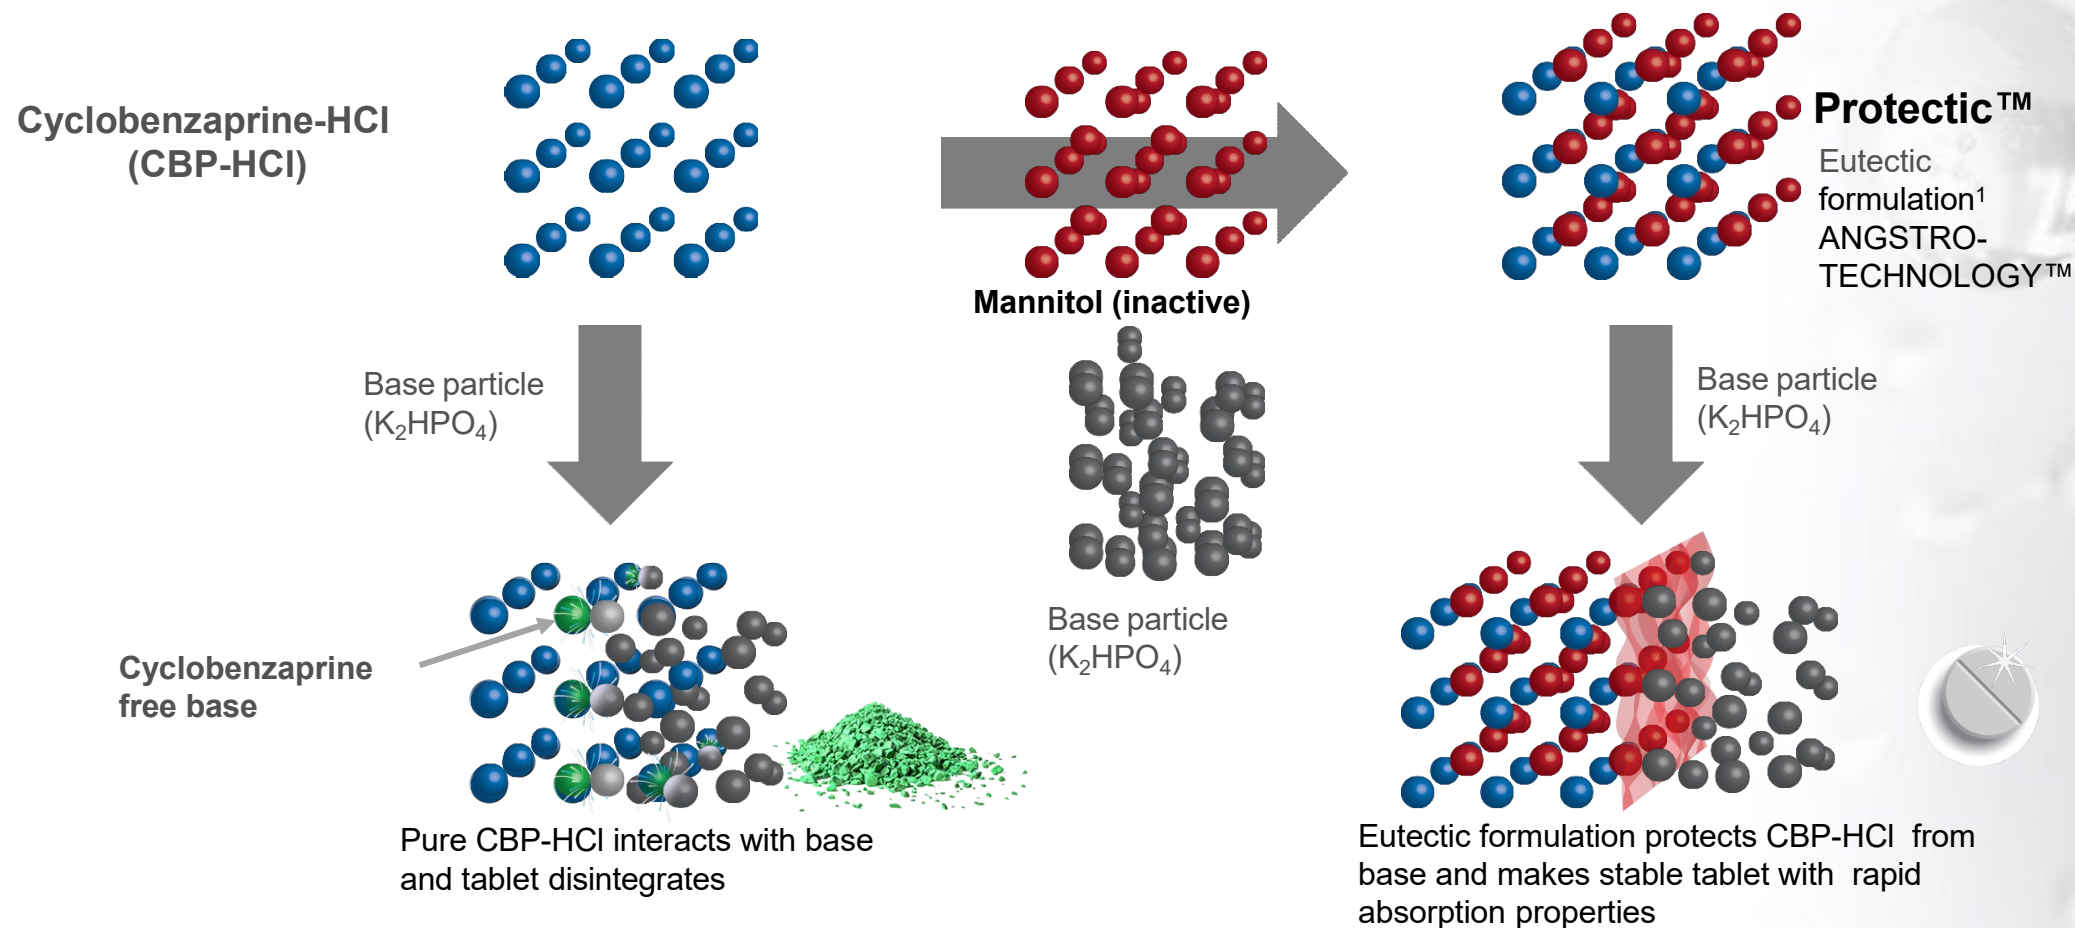 Cyclobenzaprine-HCl
(CBP-HCl)
Mannitol (inactive)
Protectic™
Eutectic
formulation¹
ANGSTRO-
TECHNOLOGY™
Base particle
(K₂HPO₄)
Base particle
(K₂HPO₄)
Base particle
(K₂HPO₄)
Cyclobenzaprine
free base
Pure CBP-HCl interacts with base
and tablet disintegrates
Eutectic formulation protects CBP-HCl from
base and makes stable tablet with rapid
absorption properties